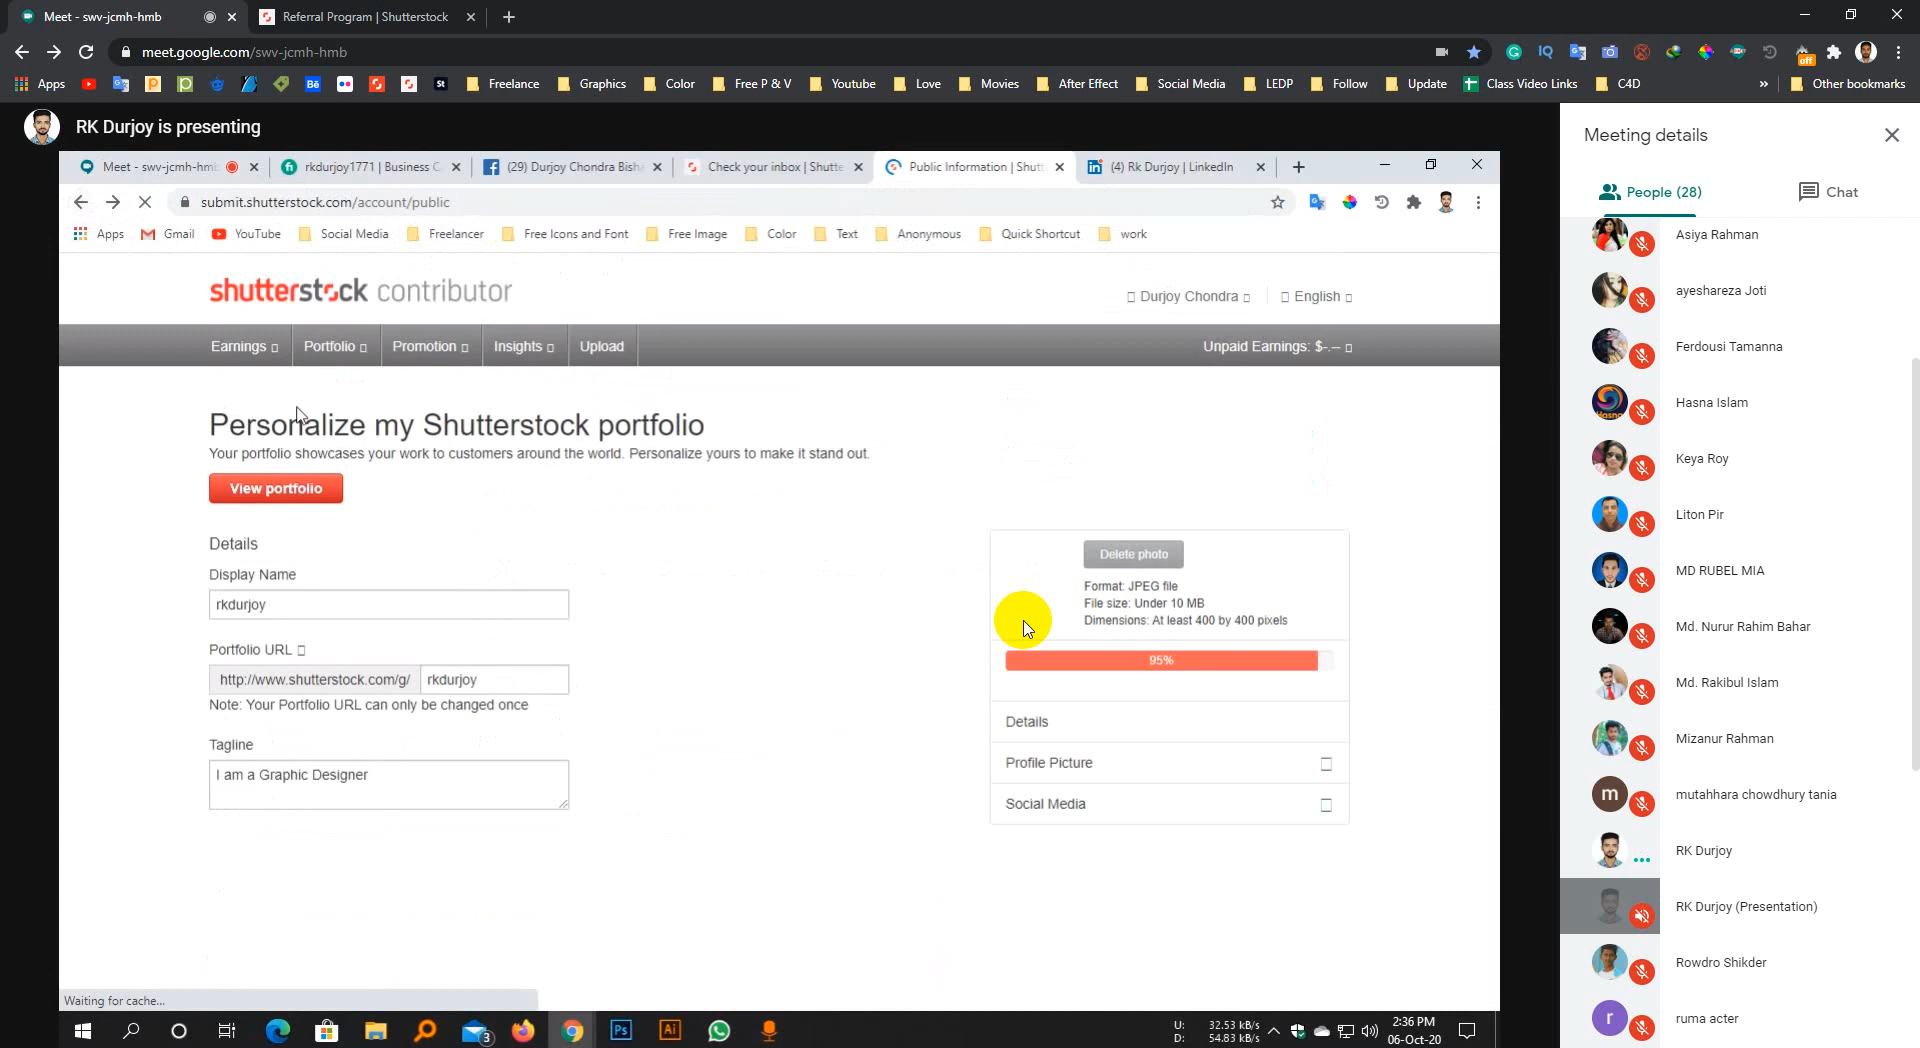 Meet - swv-jcmh-hmb
Referral Program | Shutterstock
meet.google.com/swv-jcmh-hmb
Apps
Freelance
Graphics
Color
Free P & V
Youtube
Love
Movies
After Effect
Social Media
LEDP
Follow
Update
Class Video Links
C4D
Other bookmarks
RK Durjoy is presenting
Meet - swv-jcmh-hmb
rkdurjoy1771 | Business C
(29) Durjoy Chondra Bisha
Check your inbox | Shutte
Public Information | Shutt
(4) Rk Durjoy | LinkedIn
submit.shutterstock.com/account/public
Apps
Gmail
YouTube
Social Media
Freelancer
Free Icons and Font
Free Image
Color
Text
Anonymous
Quick Shortcut
work
shutterstock contributor
Durjoy Chondra
English
Earnings
Portfolio
Promotion
Insights
Upload
Unpaid Earnings: $-.--
Personalize my Shutterstock portfolio
Your portfolio showcases your work to customers around the world. Personalize yours to make it stand out.
View portfolio
Details
Display Name
rkdurjoy
Portfolio URL
http://www.shutterstock.com/g/
rkdurjoy
Note: Your Portfolio URL can only be changed once
Tagline
I am a Graphic Designer
Delete photo
Format: JPEG file
File size: Under 10 MB
Dimensions: At least 400 by 400 pixels
95%
Details
Profile Picture
Social Media
Waiting for cache...
Ps
Ai
3
U: 32.53 kB/s
D: 54.83 kB/s
2:36 PM
06-Oct-20
Meeting details
People (28)
Chat
Asiya Rahman
ayeshareza Joti
Ferdousi Tamanna
Hasna Islam
Keya Roy
Liton Pir
MD RUBEL MIA
Md. Nurur Rahim Bahar
Md. Rakibul Islam
Mizanur Rahman
m
mutahhara chowdhury tania
RK Durjoy
RK Durjoy (Presentation)
Rowdro Shikder
r
ruma acter